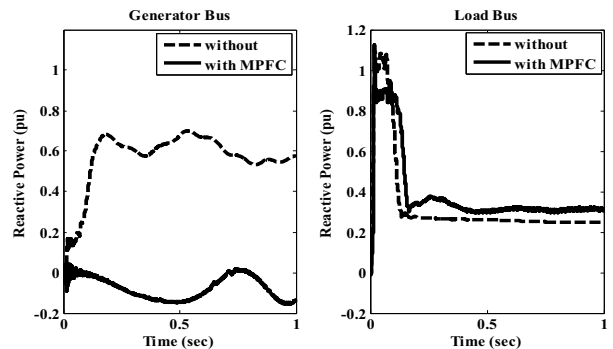 Generator Bus
without
with MPFC
Reactive Power (pu)
1.2
1
0.8
0.6
0.4
0.2
0
-0.2
0
0.5
1
Time (sec)
Load Bus
without
with MPFC
Reactive Power (pu)
1.2
1
0.8
0.6
0.4
0.2
0
-0.2
0
0.5
1
Time (sec)